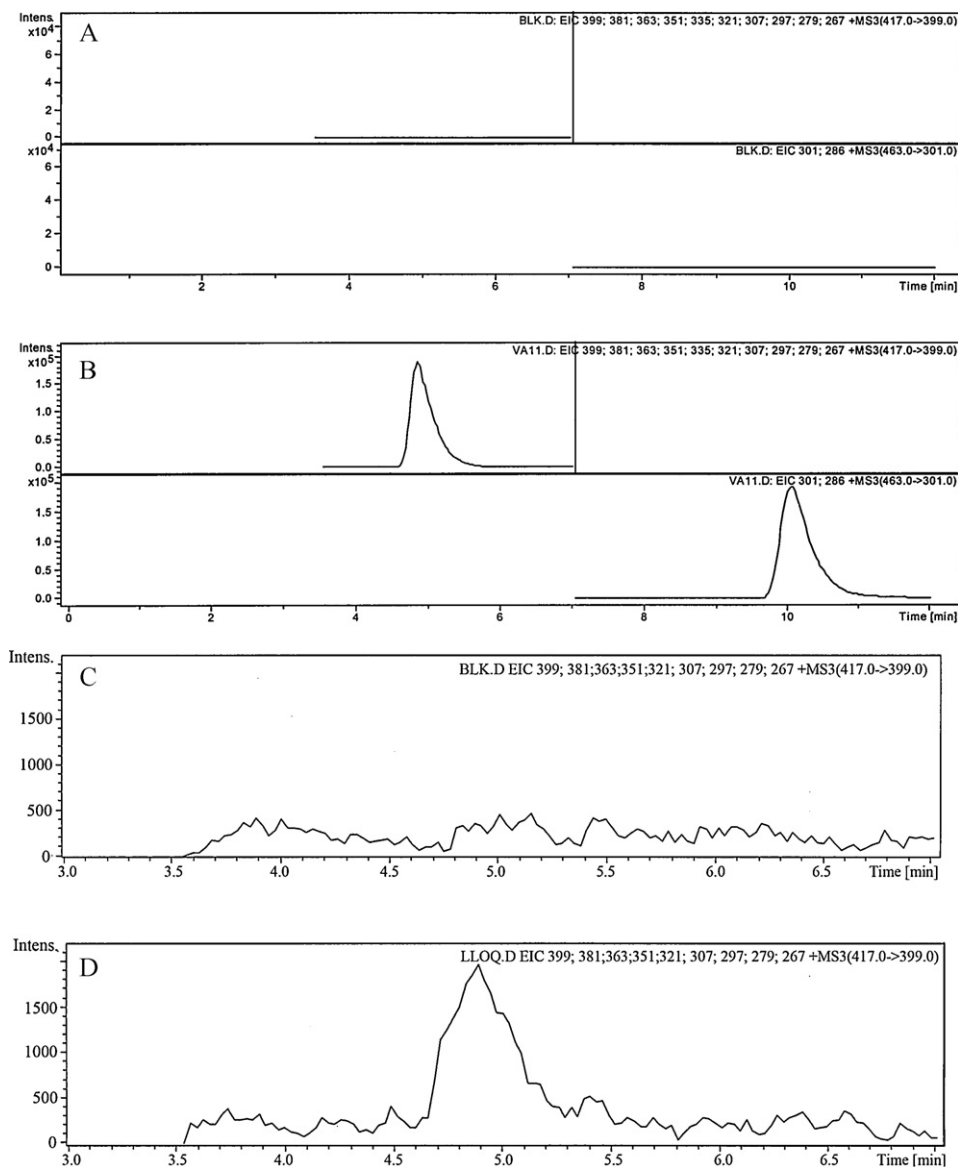 Intens.
x10⁴
A
BLK.D: EIC 399; 381; 363; 351; 335; 321; 307; 297; 279; 267 +MS3(417.0->399.0)
8
6
4
2
0
x10⁴
BLK.D: EIC 301; 286 +MS3(463.0->301.0)
6
4
2
0
2 4 6 8 10 Time [min]
Intens.
x10⁵
B
VA11.D: EIC 399; 381; 363; 351; 335; 321; 307; 297; 279; 267 +MS3(417.0->399.0)
1.5
1.0
0.5
0.0
x10⁵
VA11.D: EIC 301; 286 +MS3(463.0->301.0)
1.5
1.0
0.5
0.0
0 2 4 6 8 10 Time [min]
Intens.
C
BLK.D EIC 399; 381;363;351;321; 307; 297; 279; 267 +MS3(417.0->399.0)
1500
1000
500
0
3.0 3.5 4.0 4.5 5.0 5.5 6.0 6.5 Time [min]
Intens.
D
LLOQ.D EIC 399; 381;363;351;321; 307; 297; 279; 267 +MS3(417.0->399.0)
1500
1000
500
0
3.0 3.5 4.0 4.5 5.0 5.5 6.0 6.5 Time [min]